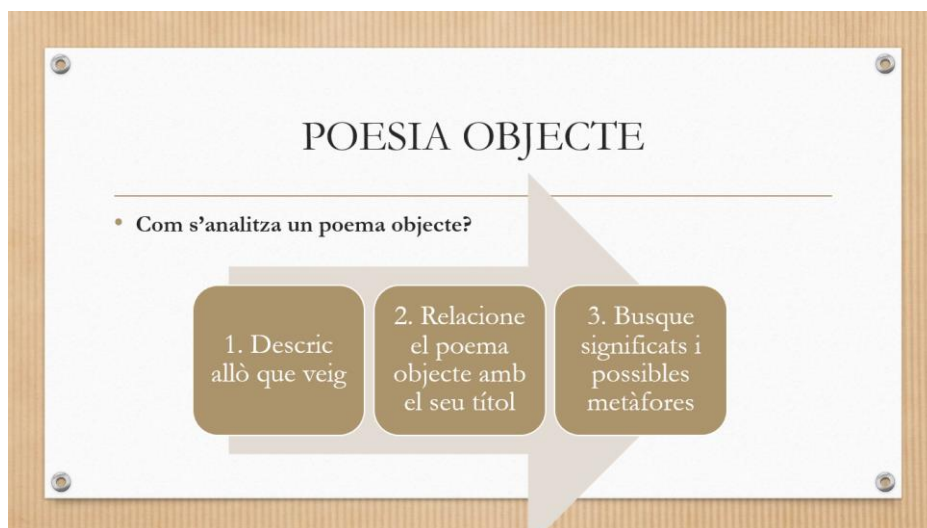 POESIA OBJECTE
• Com s’analitza un poema objecte?
1. Descric
allò que veig
2. Relacione
el poema
objecte amb
el seu títol
3. Busque
significats i
possibles
metàfores